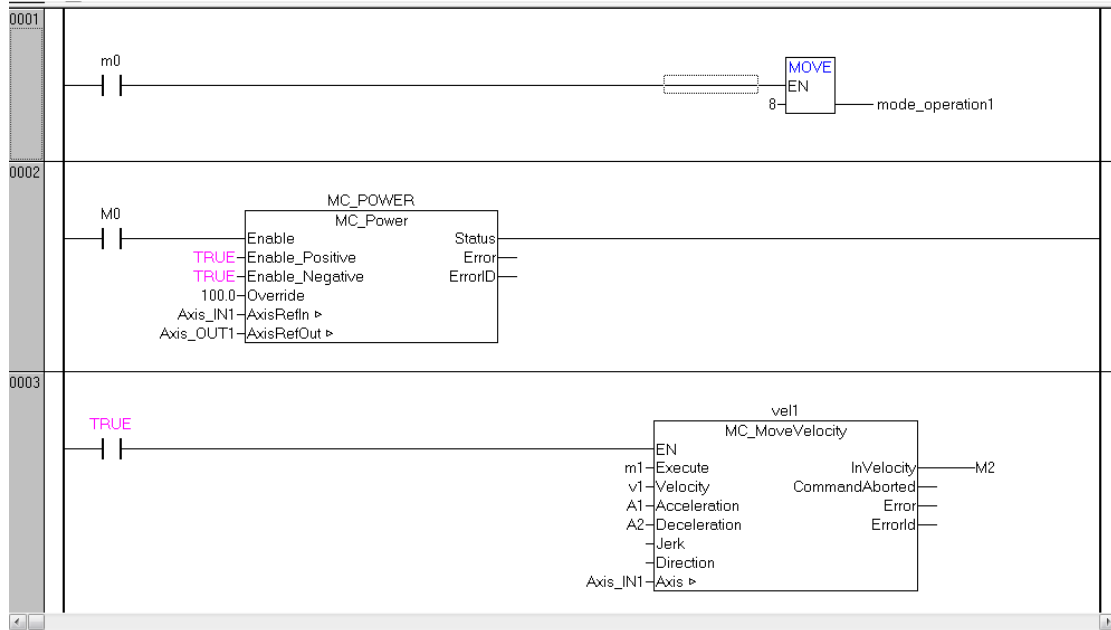 0001
m0
MOVE
EN
8
mode_operation1
0002
MC_POWER
M0
MC_Power
Enable Status
TRUE Enable_Positive Error
TRUE Enable_Negative ErrorID
100.0 Override
Axis_IN1 AxisRefIn
Axis_OUT1 AxisRefOut
0003
vel1
TRUE
MC_MoveVelocity
EN
m1 Execute InVelocity M2
v1 Velocity CommandAborted
A1 Acceleration Error
A2 Deceleration ErrorId
Jerk
Direction
Axis_IN1 Axis